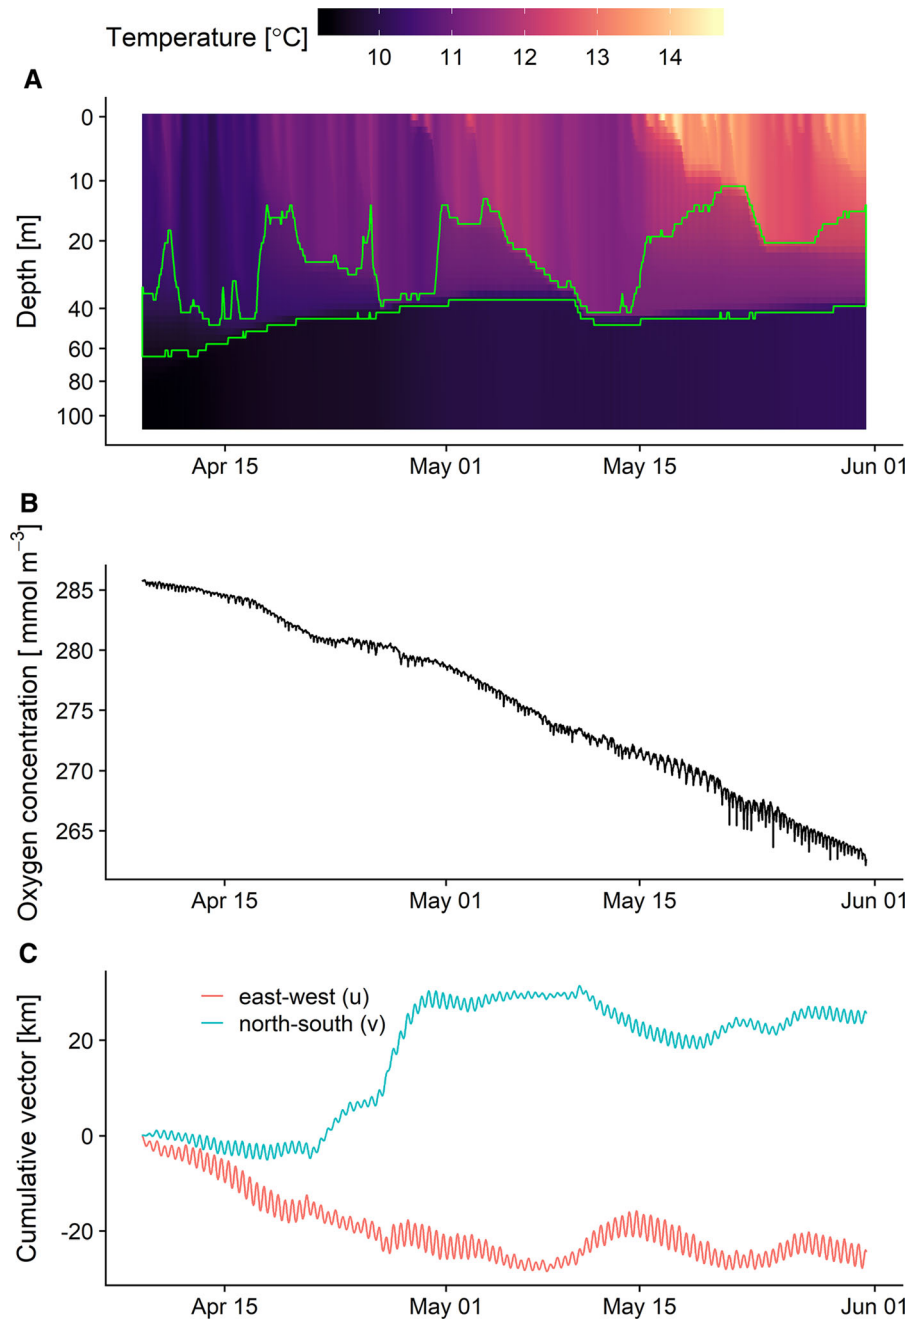 Temperature [°C]
10 11 12 13 14
A
Depth [m]
0
10
20
40
60
80
100
Apr 15 May 01 May 15 Jun 01
B
Oxygen concentration [ mmol m⁻³]
285
280
275
270
265
Apr 15 May 01 May 15 Jun 01
C
Cumulative vector [km]
east-west (u)
north-south (v)
20
0
-20
Apr 15 May 01 May 15 Jun 01